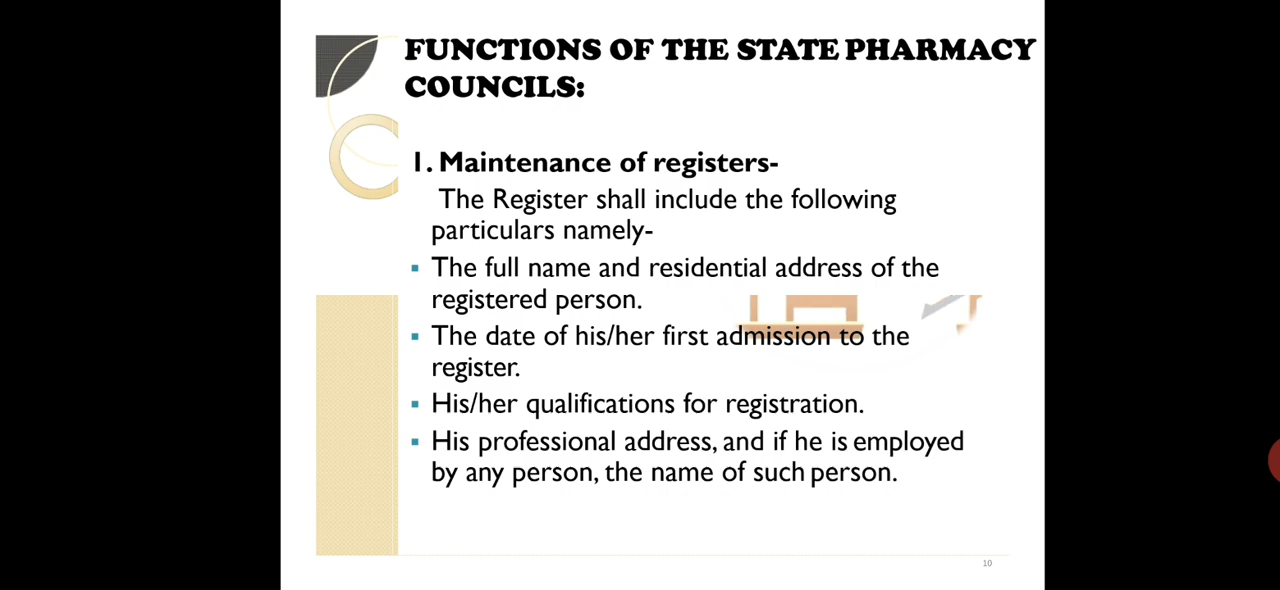 FUNCTIONS OF THE STATE PHARMACY
COUNCILS:
1. Maintenance of registers-
The Register shall include the following
particulars namely-
▪ The full name and residential address of the
registered person.
▪ The date of his/her first admission to the
register.
▪ His/her qualifications for registration.
▪ His professional address, and if he is employed
by any person, the name of such person.
10